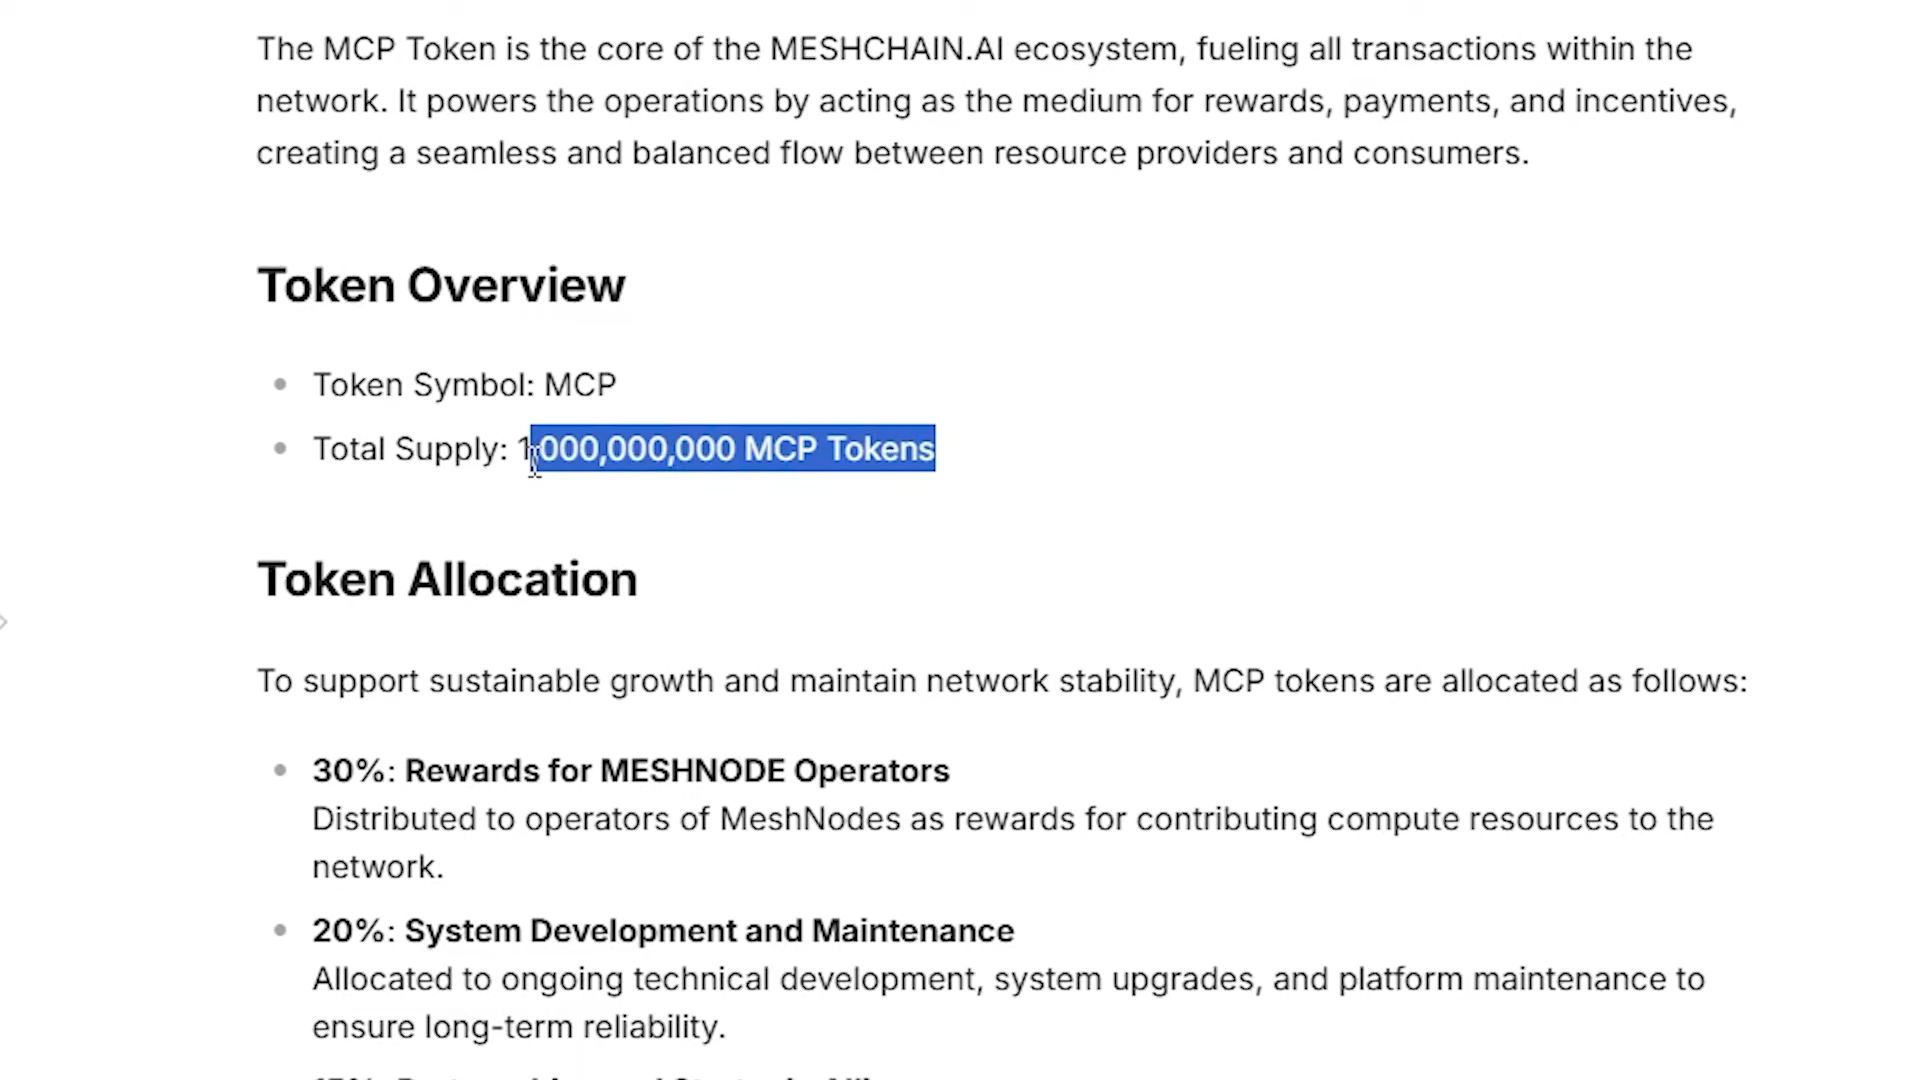 The MCP Token is the core of the MESHCHAIN.AI ecosystem, fueling all transactions within the
network. It powers the operations by acting as the medium for rewards, payments, and incentives,
creating a seamless and balanced flow between resource providers and consumers.
Token Overview
Token Symbol: MCP
Total Supply: 1,000,000,000 MCP Tokens
Token Allocation
To support sustainable growth and maintain network stability, MCP tokens are allocated as follows:
30%: Rewards for MESHNODE Operators
Distributed to operators of MeshNodes as rewards for contributing compute resources to the
network.
20%: System Development and Maintenance
Allocated to ongoing technical development, system upgrades, and platform maintenance to
ensure long-term reliability.